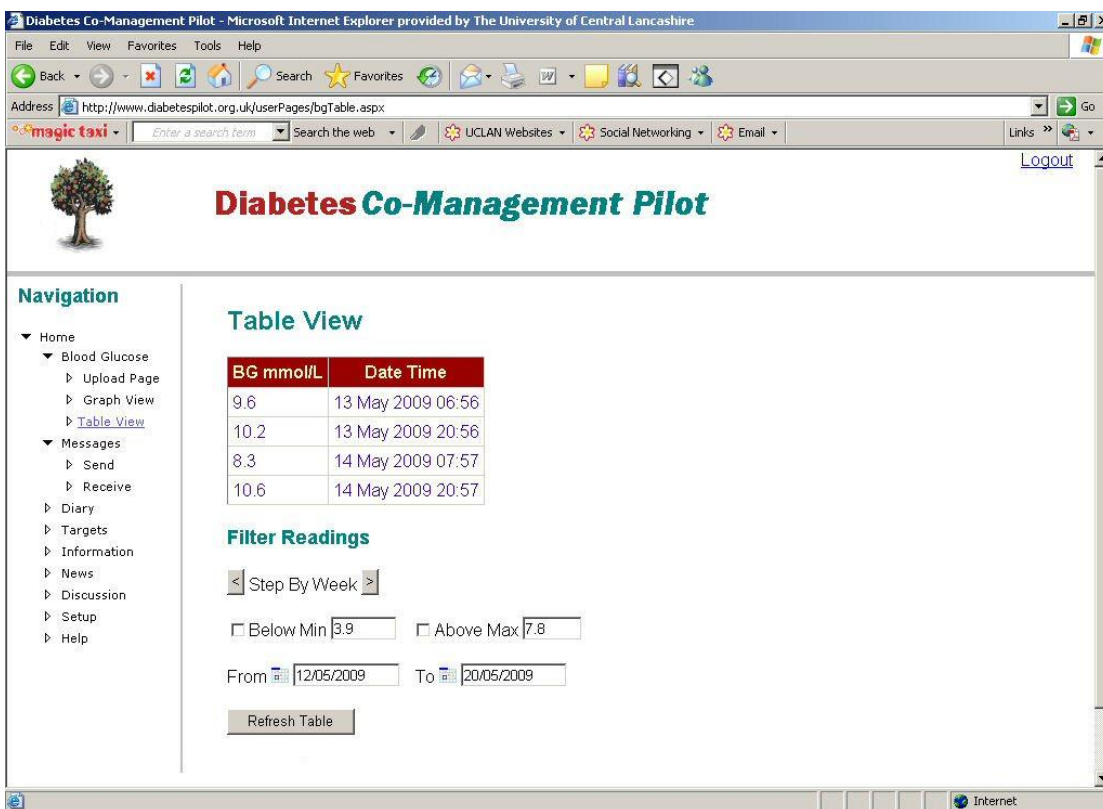 Diabetes Co-Management Pilot - Microsoft Internet Explorer provided by The University of Central Lancashire
File Edit View Favorites Tools Help
Back Search Favorites
Address http://www.diabetespilot.org.uk/userPages/bgTable.aspx Go
magic taxi Enter a search term Search the web UCLAN Websites Social Networking Email Links »
Logout
Diabetes Co-Management Pilot
Navigation
Home
Blood Glucose
Upload Page
Graph View
Table View
Messages
Send
Receive
Diary
Targets
Information
News
Discussion
Setup
Help
Table View
BG mmol/L Date Time
9.6 13 May 2009 06:56
10.2 13 May 2009 20:56
8.3 14 May 2009 07:57
10.6 14 May 2009 20:57
Filter Readings
< Step By Week >
Below Min 3.9 Above Max 7.8
From 12/05/2009 To 20/05/2009
Refresh Table
Internet